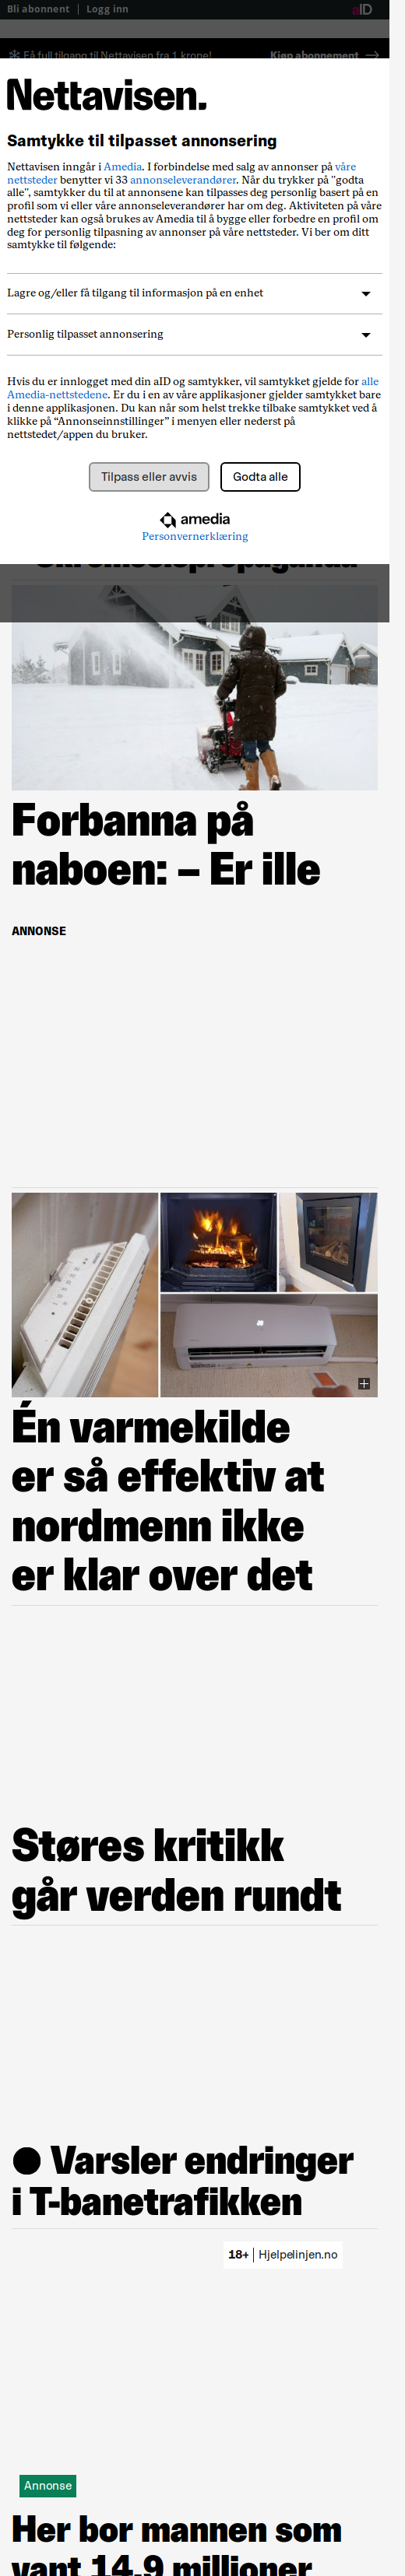 Bli abonnent | Logg inn
aID
Få full tilgang til Nettavisen fra 1 krone!
Kjøp abonnement
Nettavisen.
Samtykke til tilpasset annonsering
Nettavisen inngår i Amedia. I forbindelse med salg av annonser på våre
nettsteder benytter vi 33 annonseleverandører. Når du trykker på "godta
alle", samtykker du til at annonsene kan tilpasses deg personlig basert på en
profil som vi eller våre annonseleverandører har om deg. Aktiviteten på våre
nettsteder kan også brukes av Amedia til å bygge eller forbedre en profil om
deg for personlig tilpasning av annonser på våre nettsteder. Vi ber om ditt
samtykke til følgende:
Lagre og/eller få tilgang til informasjon på en enhet
Personlig tilpasset annonsering
Hvis du er innlogget med din aID og samtykker, vil samtykket gjelde for alle
Amedia-nettstedene. Er du i en av våre applikasjoner gjelder samtykket bare
i denne applikasjonen. Du kan når som helst trekke tilbake samtykket ved å
klikke på “Annonseinnstillinger” i menyen eller nederst på
nettstedet/appen du bruker.
Tilpass eller avvis
Godta alle
amedia
Personvernerklæring
Forbanna på
naboen: – Er ille
ANNONSE
Én varmekilde
er så effektiv at
nordmenn ikke
er klar over det
Støres kritikk
går verden rundt
● Varsler endringer
i T-banetrafikken
18+ | Hjelpelinjen.no
Annonse
Her bor mannen som
vant 14,9 millioner